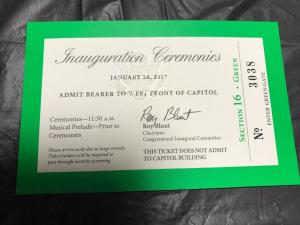 Inauguration Ceremonies
JANUARY 20, 2017
ADMIT BEARER TO WEST FRONT OF CAPITOL
Ceremonies—11:30 A.M.
Musical Prelude—Prior to
Ceremonies
Roy Blunt
Roy Blunt
Chairman
Congressional Inaugural Committee
Please arrive early due to large crowds.
Ticket holders will be required to
pass through security screening
THIS TICKET DOES NOT ADMIT
TO CAPITOL BUILDING
SECTION 16 • GREEN
No 3038
ENTER GREEN GATE